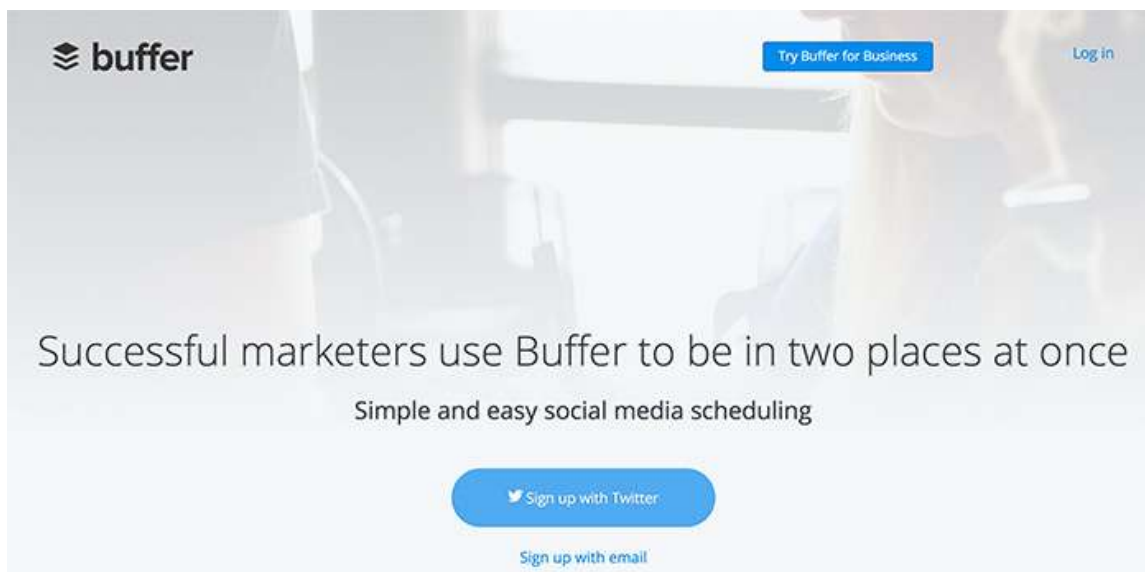 buffer
Try Buffer for Business
Log in
Successful marketers use Buffer to be in two places at once
Simple and easy social media scheduling
Sign up with Twitter
Sign up with email